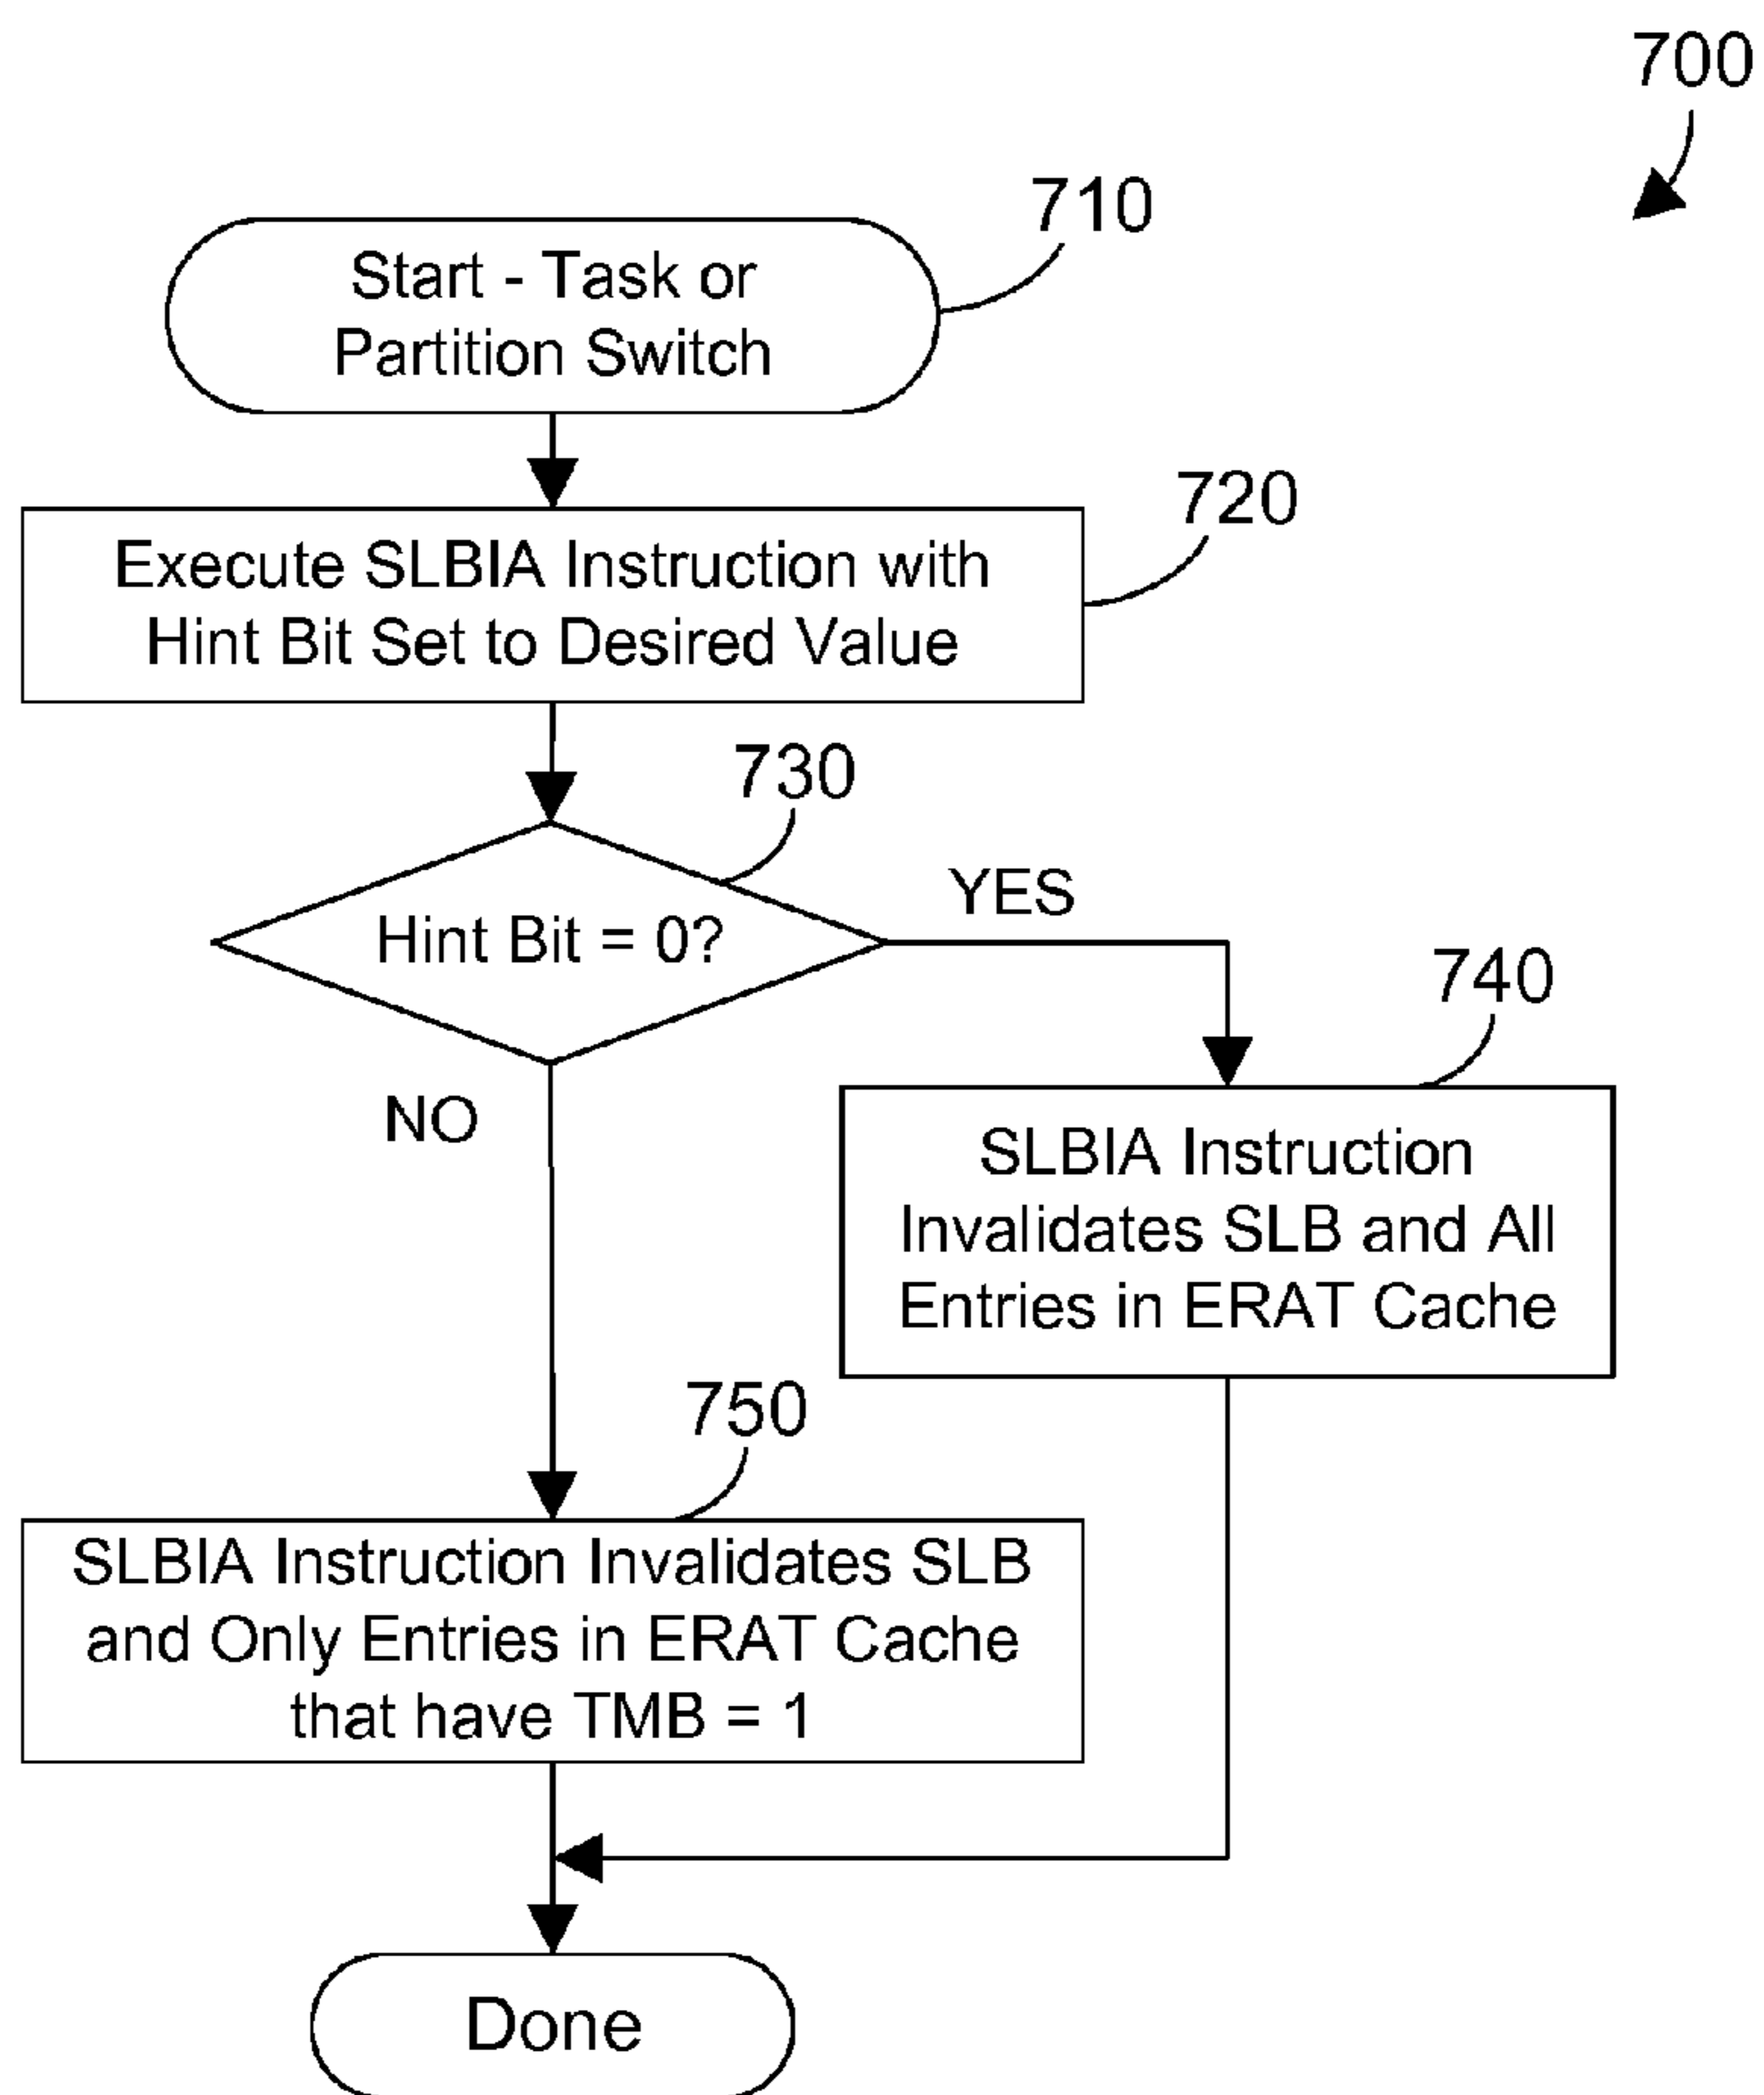 700
710
Start - Task or
Partition Switch
720
Execute SLBIA Instruction with
Hint Bit Set to Desired Value
730
YES
Hint Bit = 0?
740
NO
SLBIA Instruction
Invalidates SLB and All
Entries in ERAT Cache
750
SLBIA Instruction Invalidates SLB
and Only Entries in ERAT Cache
that have TMB = 1
Done